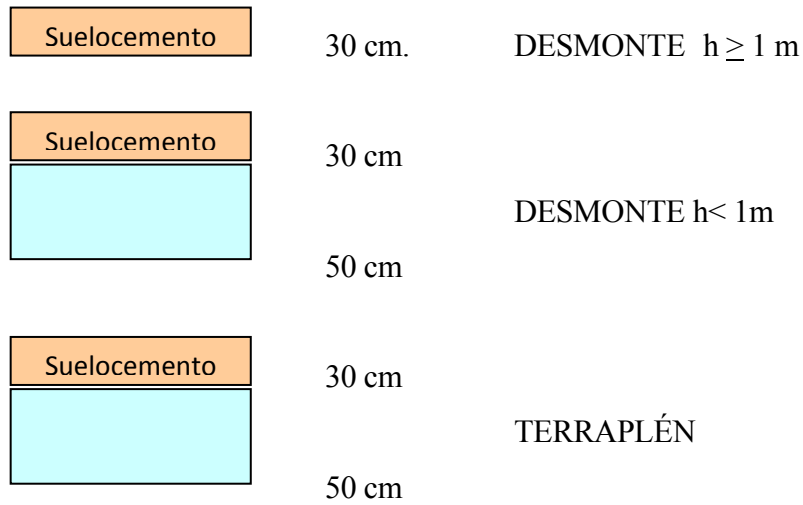 Suelocemento 30 cm. DESMONTE h ≥ 1 m
Suelocemento
30 cm
DESMONTE h< 1m
50 cm
Suelocemento
30 cm
TERRAPLÉN
50 cm